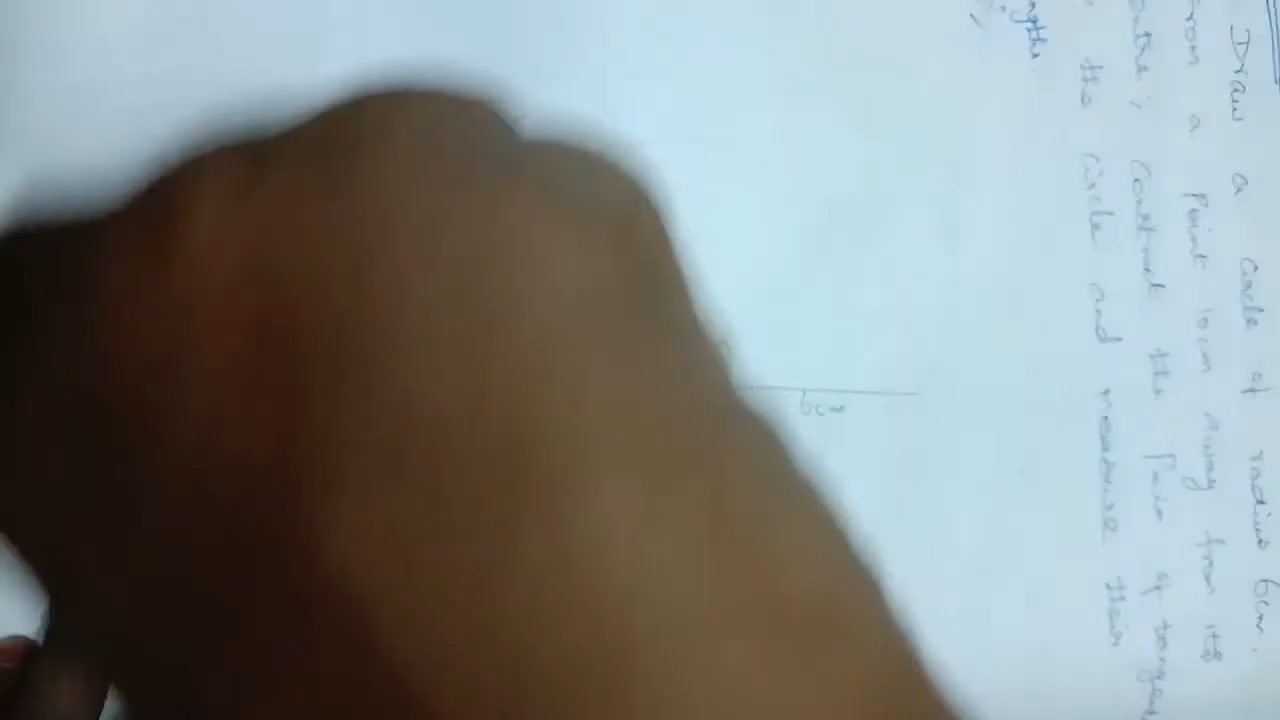 Draw a circle of radius 6cm.
from a point 10cm away from its
centre, construct the pair of tangents
the circle and measure their
lengths.